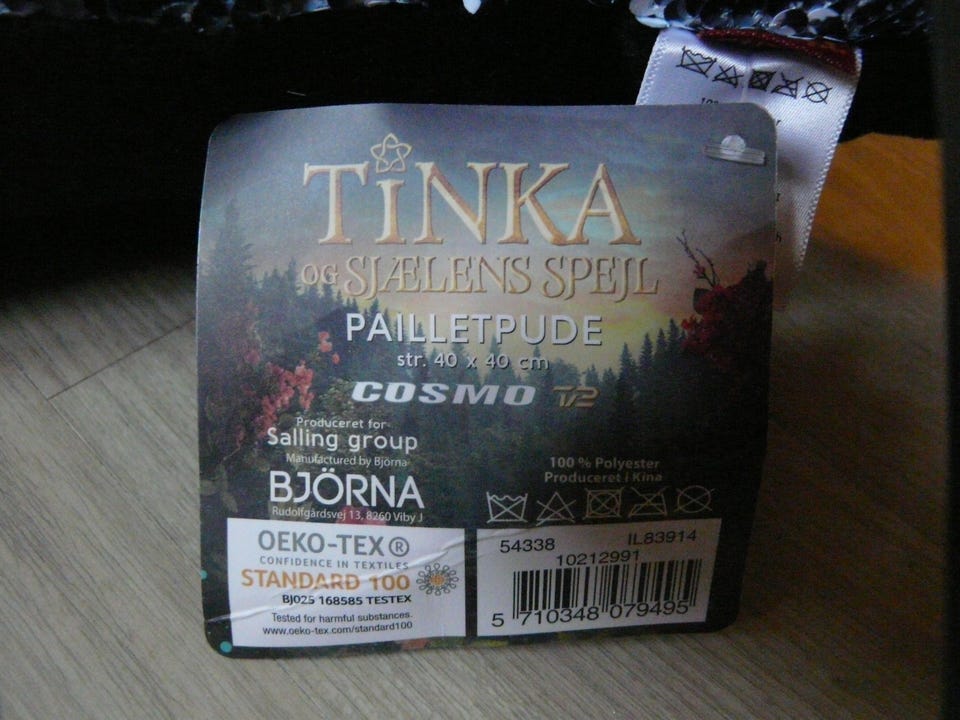 TiNKA
OG SJÆLENS SPEJL
PAILLETPUDE
str. 40 x 40 cm
COSMO TV2
Produceret for
Salling group
Manufactured by Björna
BJÖRNA
Rudolfgårdsvej 13, 8260 Viby J
100 % Polyester
Produceret i Kina
OEKO-TEX®
CONFIDENCE IN TEXTILES
STANDARD 100
BJ025 168585 TESTEX
Tested for harmful substances.
www.oeko-tex.com/standard100
54338 IL83914
10212991
5 710348 079495